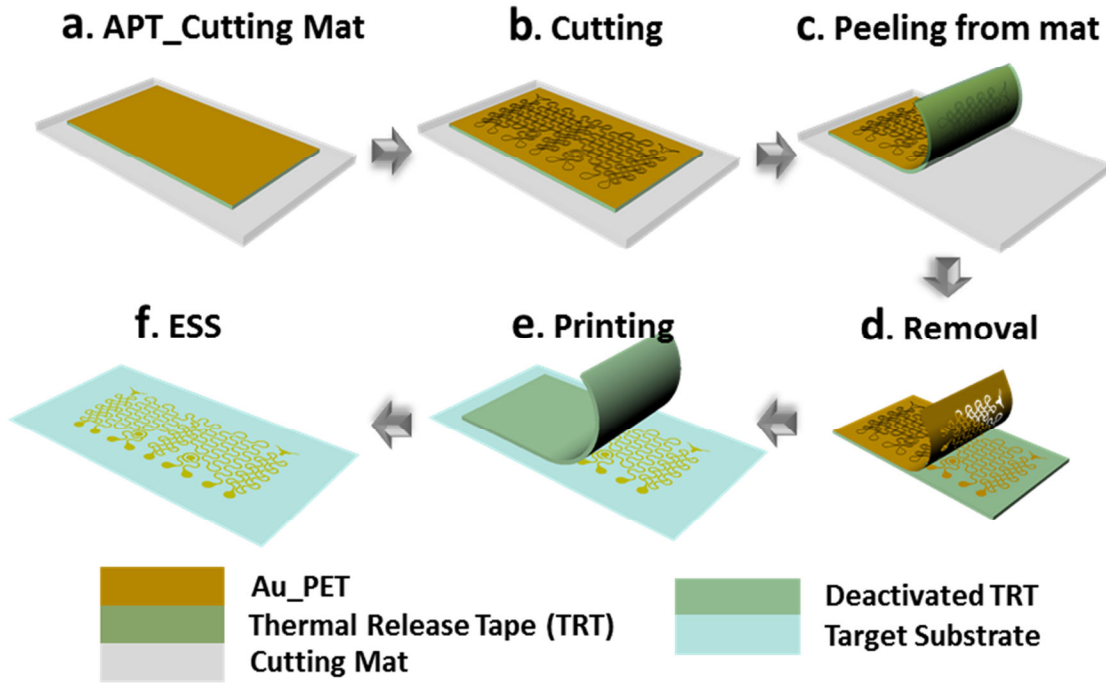 a. APT_Cutting Mat
b. Cutting
c. Peeling from mat
f. ESS
e. Printing
d. Removal
Au_PET
Thermal Release Tape (TRT)
Cutting Mat
Deactivated TRT
Target Substrate